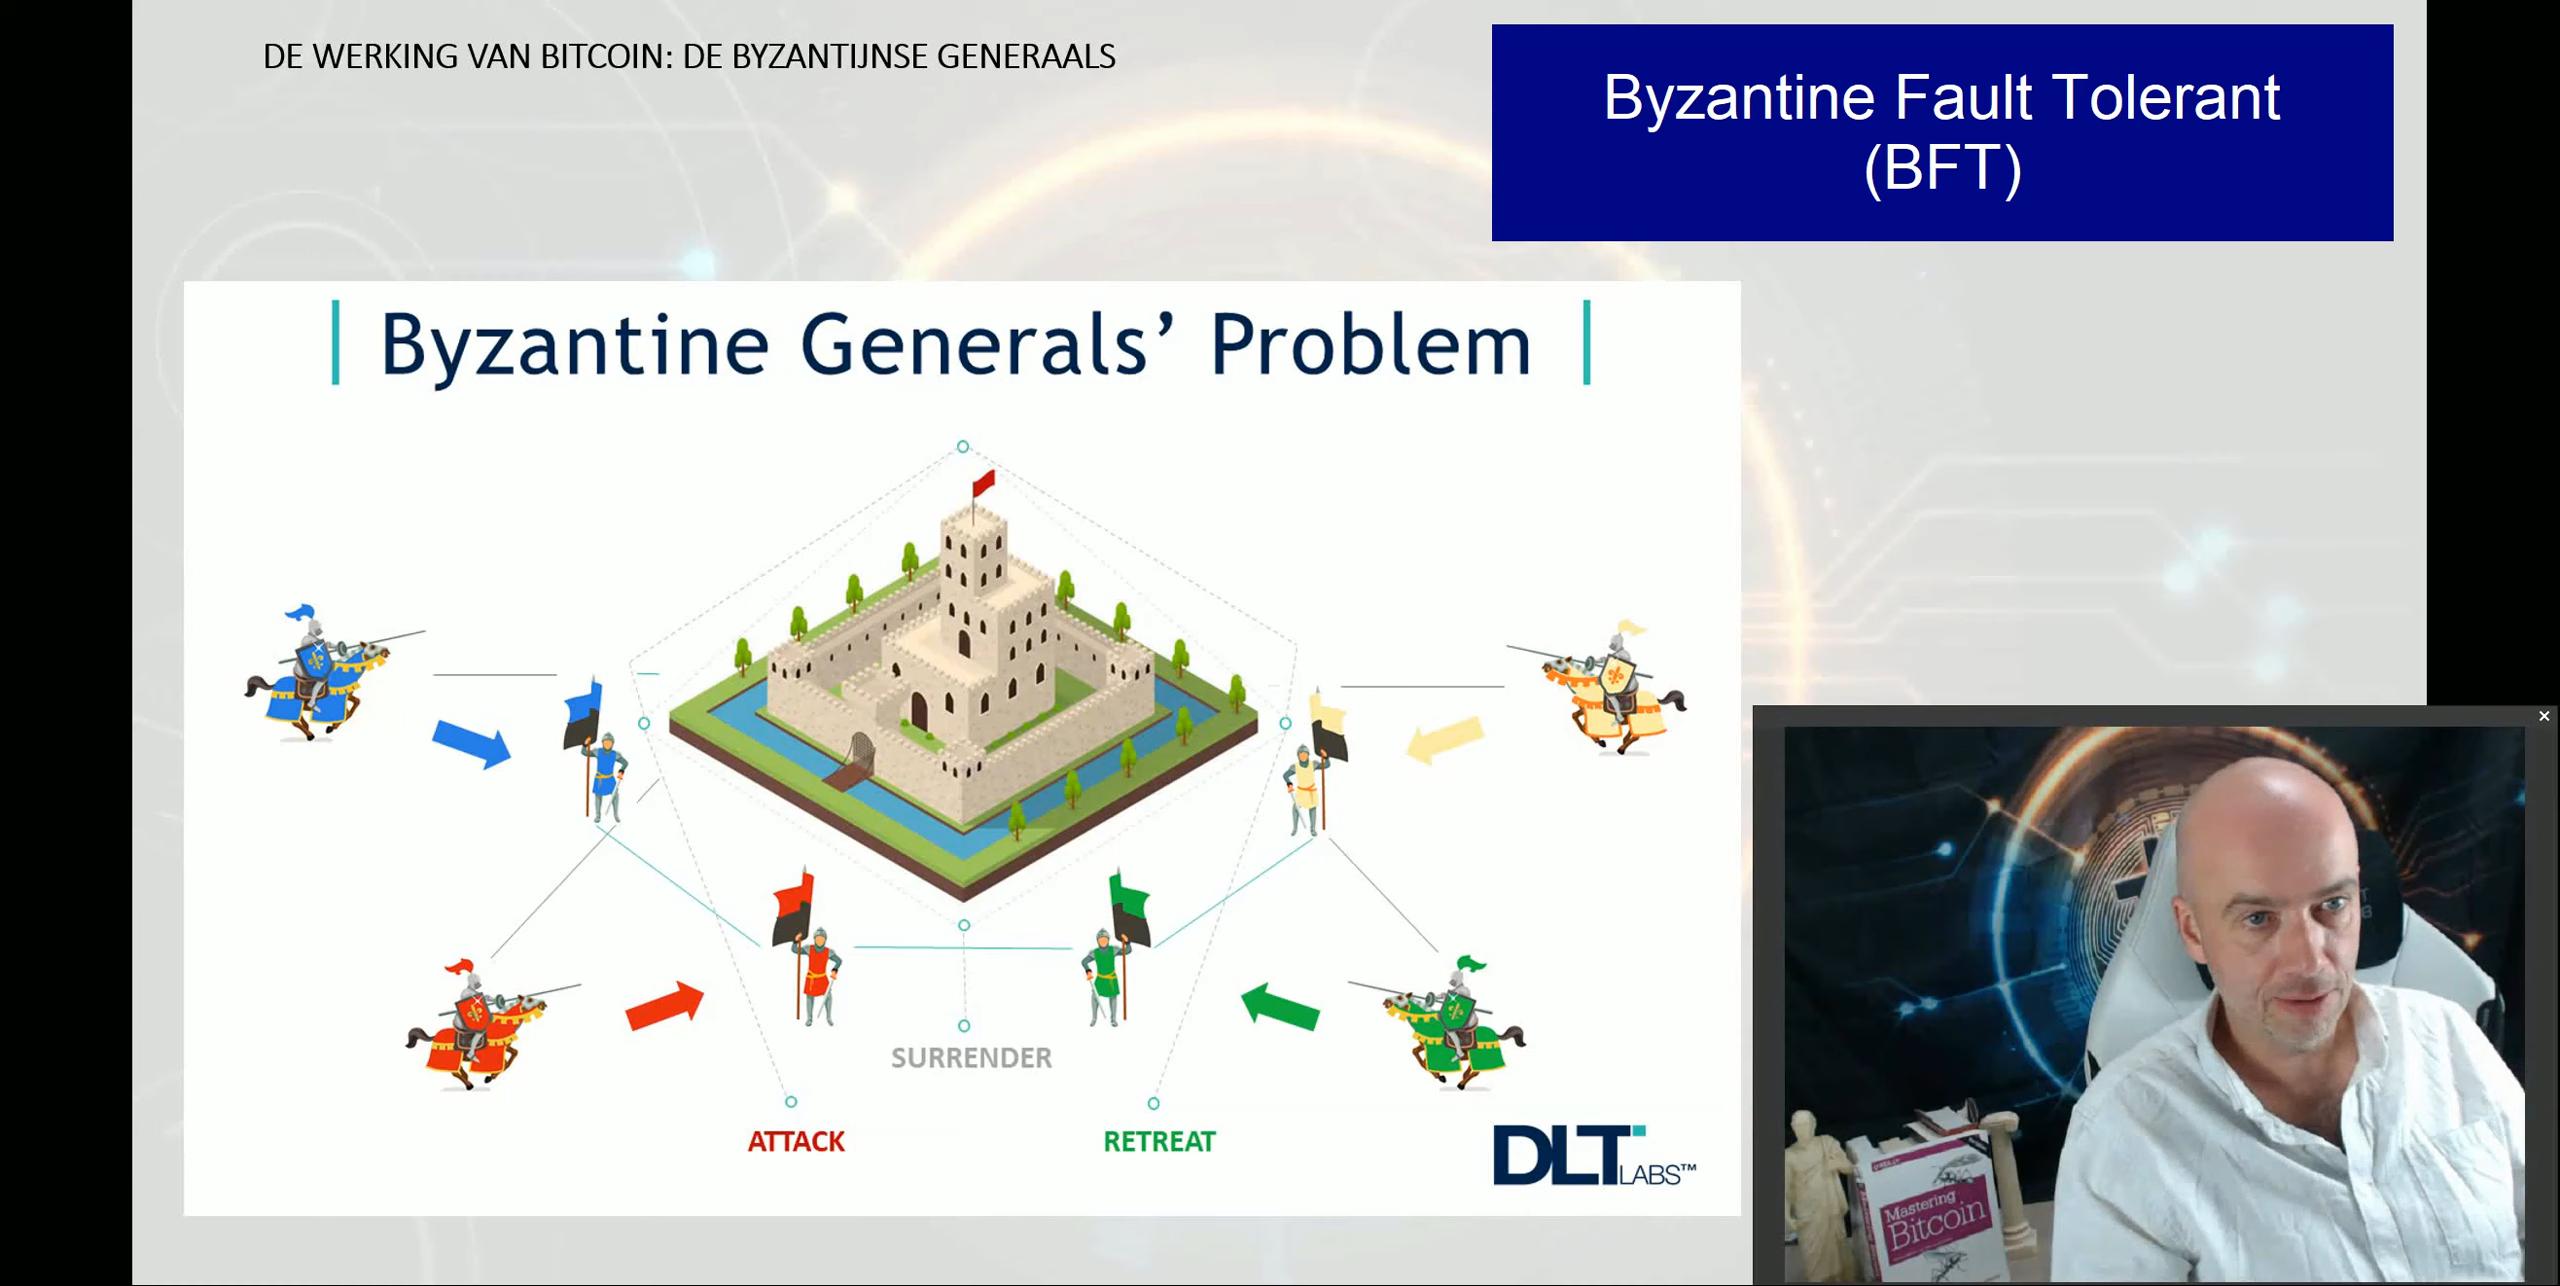 DE WERKING VAN BITCOIN: DE BYZANTIJNSE GENERAALS
Byzantine Fault Tolerant
(BFT)
Byzantine Generals’ Problem
SURRENDER
ATTACK
RETREAT
DLT LABS™
Mastering
Bitcoin